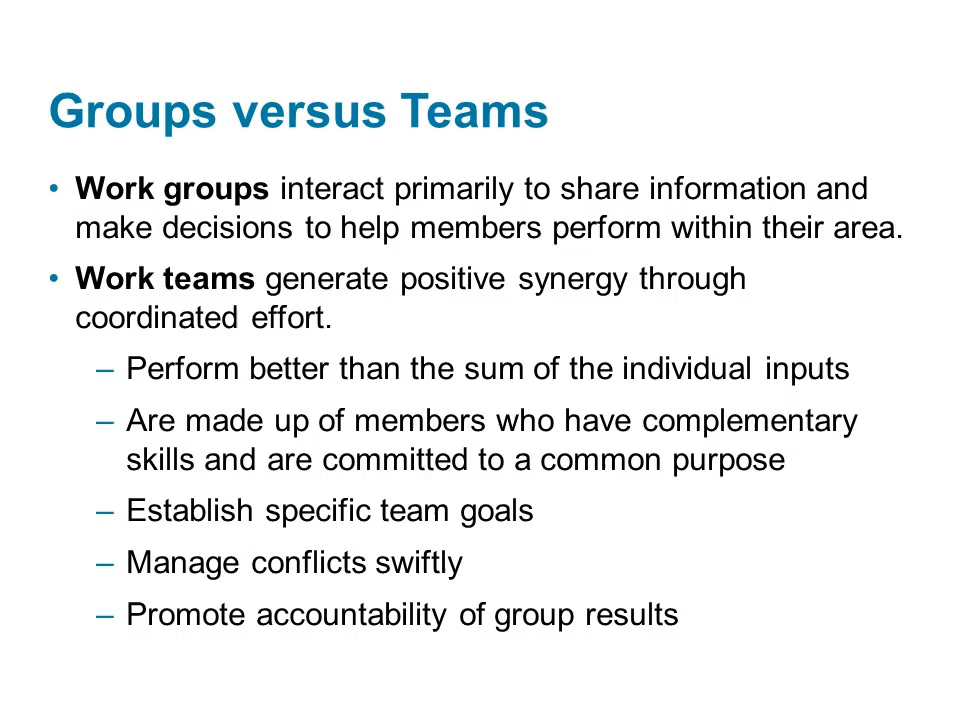 Groups versus Teams
• Work groups interact primarily to share information and
make decisions to help members perform within their area.
• Work teams generate positive synergy through
coordinated effort.
– Perform better than the sum of the individual inputs
– Are made up of members who have complementary
skills and are committed to a common purpose
– Establish specific team goals
– Manage conflicts swiftly
– Promote accountability of group results